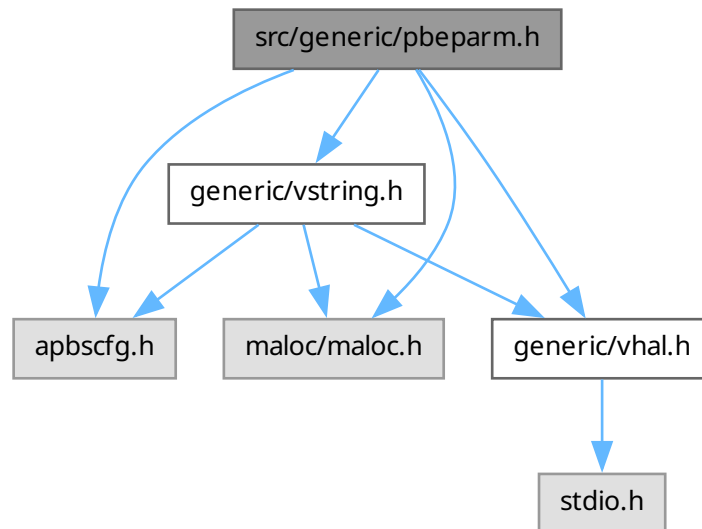 src/generic/pbeparm.h
generic/vstring.h
apbscfg.h
maloc/maloc.h
generic/vhal.h
stdio.h